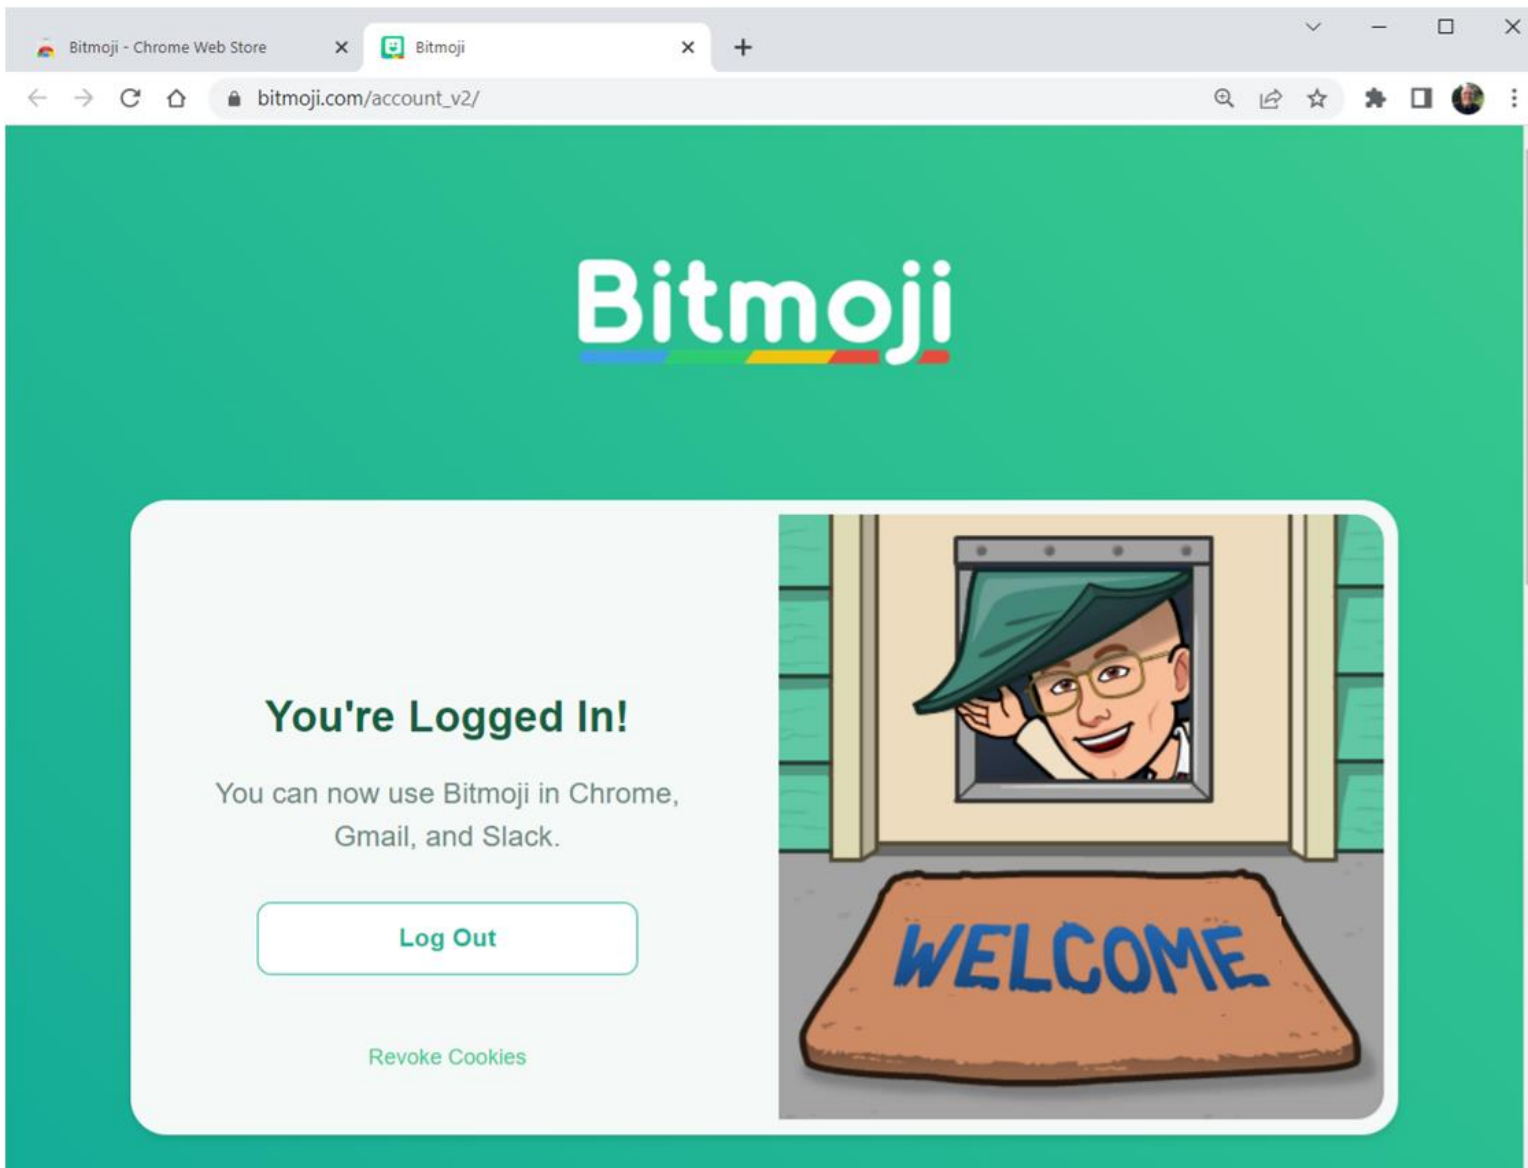 Bitmoji - Chrome Web Store
Bitmoji
bitmoji.com/account_v2/
Bitmoji
You're Logged In!
You can now use Bitmoji in Chrome,
Gmail, and Slack.
Log Out
Revoke Cookies
WELCOME